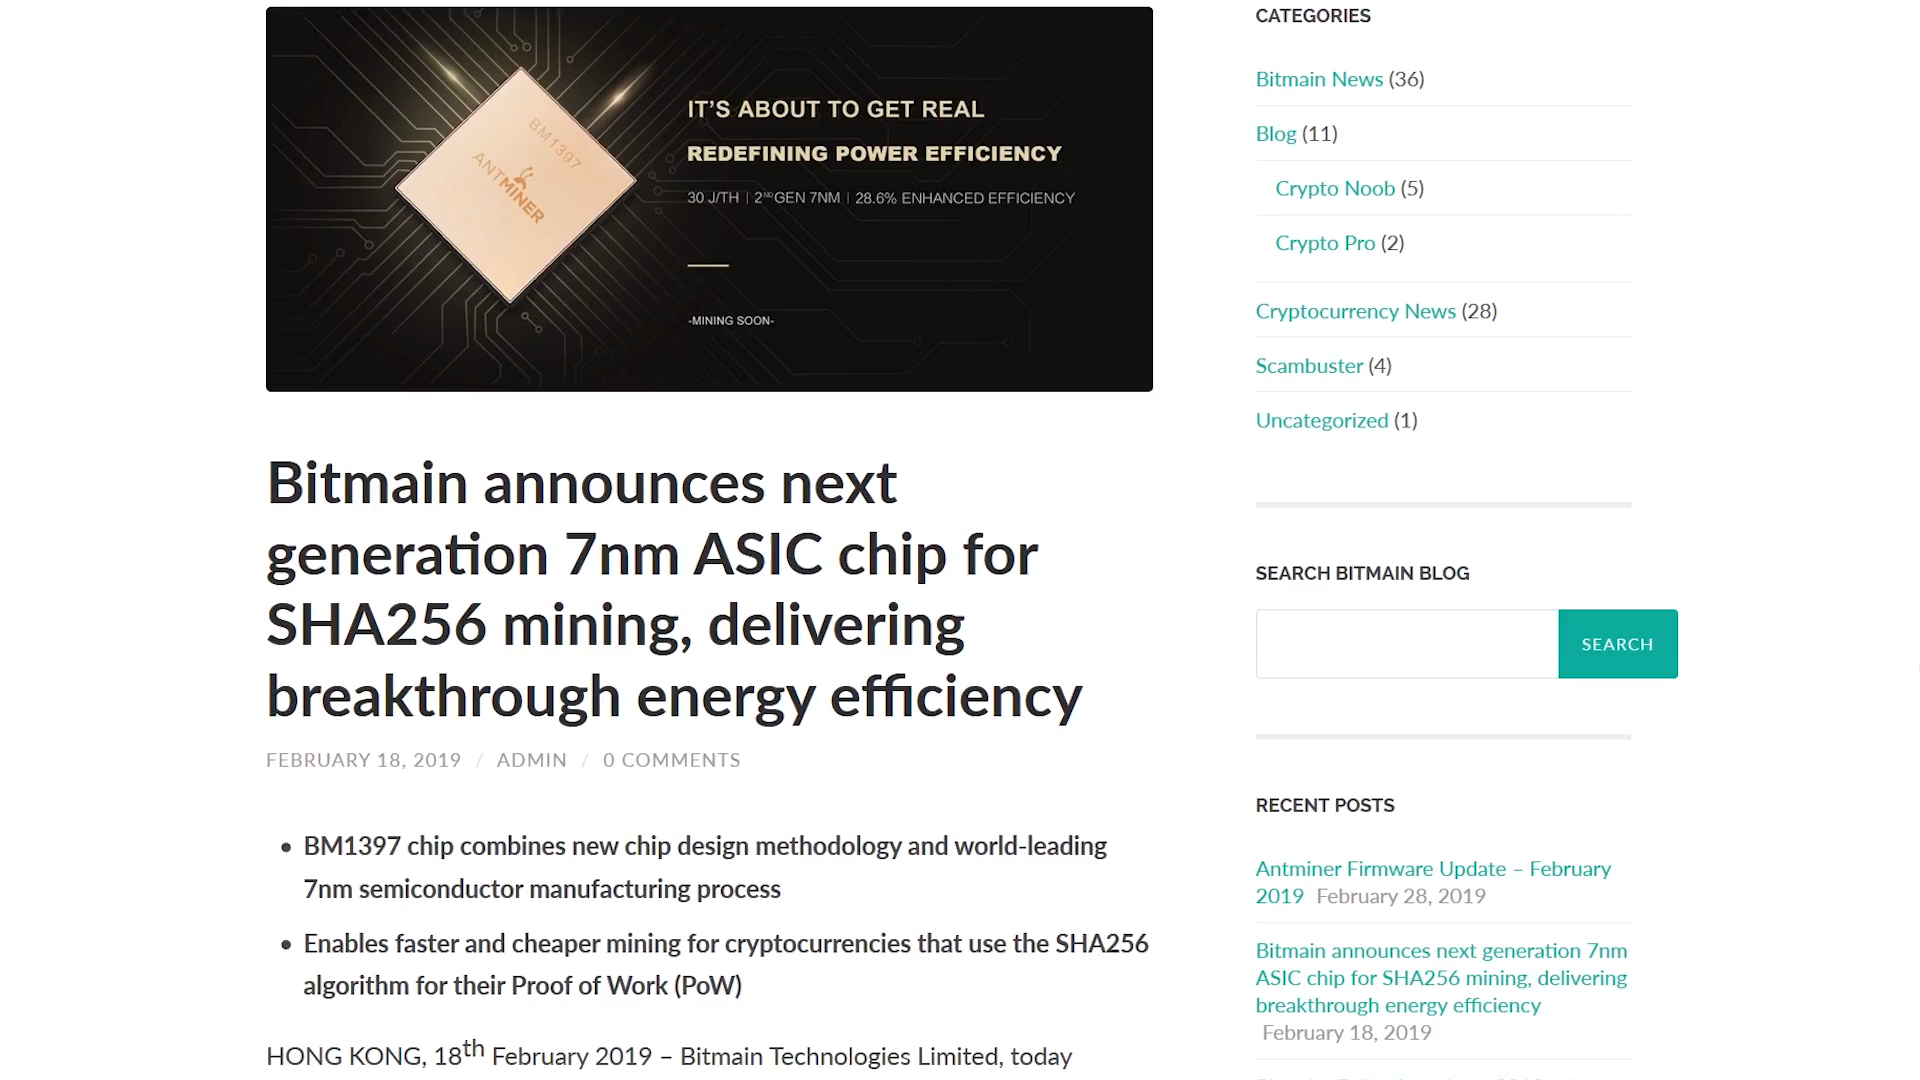 BM1397
ANTMINER
IT'S ABOUT TO GET REAL
REDEFINING POWER EFFICIENCY
30 J/TH | 2ND GEN 7NM | 28.6% ENHANCED EFFICIENCY
-MINING SOON-
Bitmain announces next
generation 7nm ASIC chip for
SHA256 mining, delivering
breakthrough energy efficiency
FEBRUARY 18, 2019 / ADMIN / 0 COMMENTS
• BM1397 chip combines new chip design methodology and world-leading
7nm semiconductor manufacturing process
• Enables faster and cheaper mining for cryptocurrencies that use the SHA256
algorithm for their Proof of Work (PoW)
HONG KONG, 18th February 2019 – Bitmain Technologies Limited, today
CATEGORIES
Bitmain News (36)
Blog (11)
Crypto Noob (5)
Crypto Pro (2)
Cryptocurrency News (28)
Scambuster (4)
Uncategorized (1)
SEARCH BITMAIN BLOG
SEARCH
RECENT POSTS
Antminer Firmware Update – February
2019 February 28, 2019
Bitmain announces next generation 7nm
ASIC chip for SHA256 mining, delivering
breakthrough energy efficiency
February 18, 2019